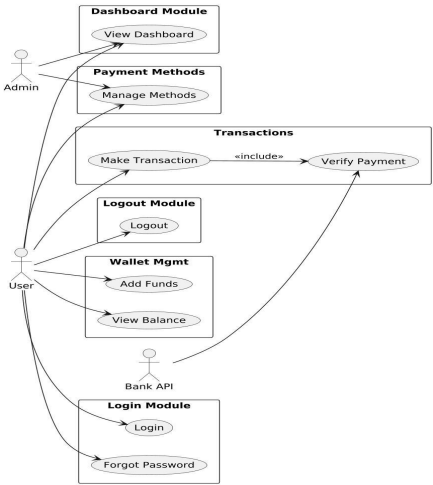 Dashboard Module
View Dashboard
Admin
Payment Methods
Manage Methods
Transactions
Make Transaction
«include»
Verify Payment
Logout Module
Logout
User
Wallet Mgmt
Add Funds
View Balance
Bank API
Login Module
Login
Forgot Password